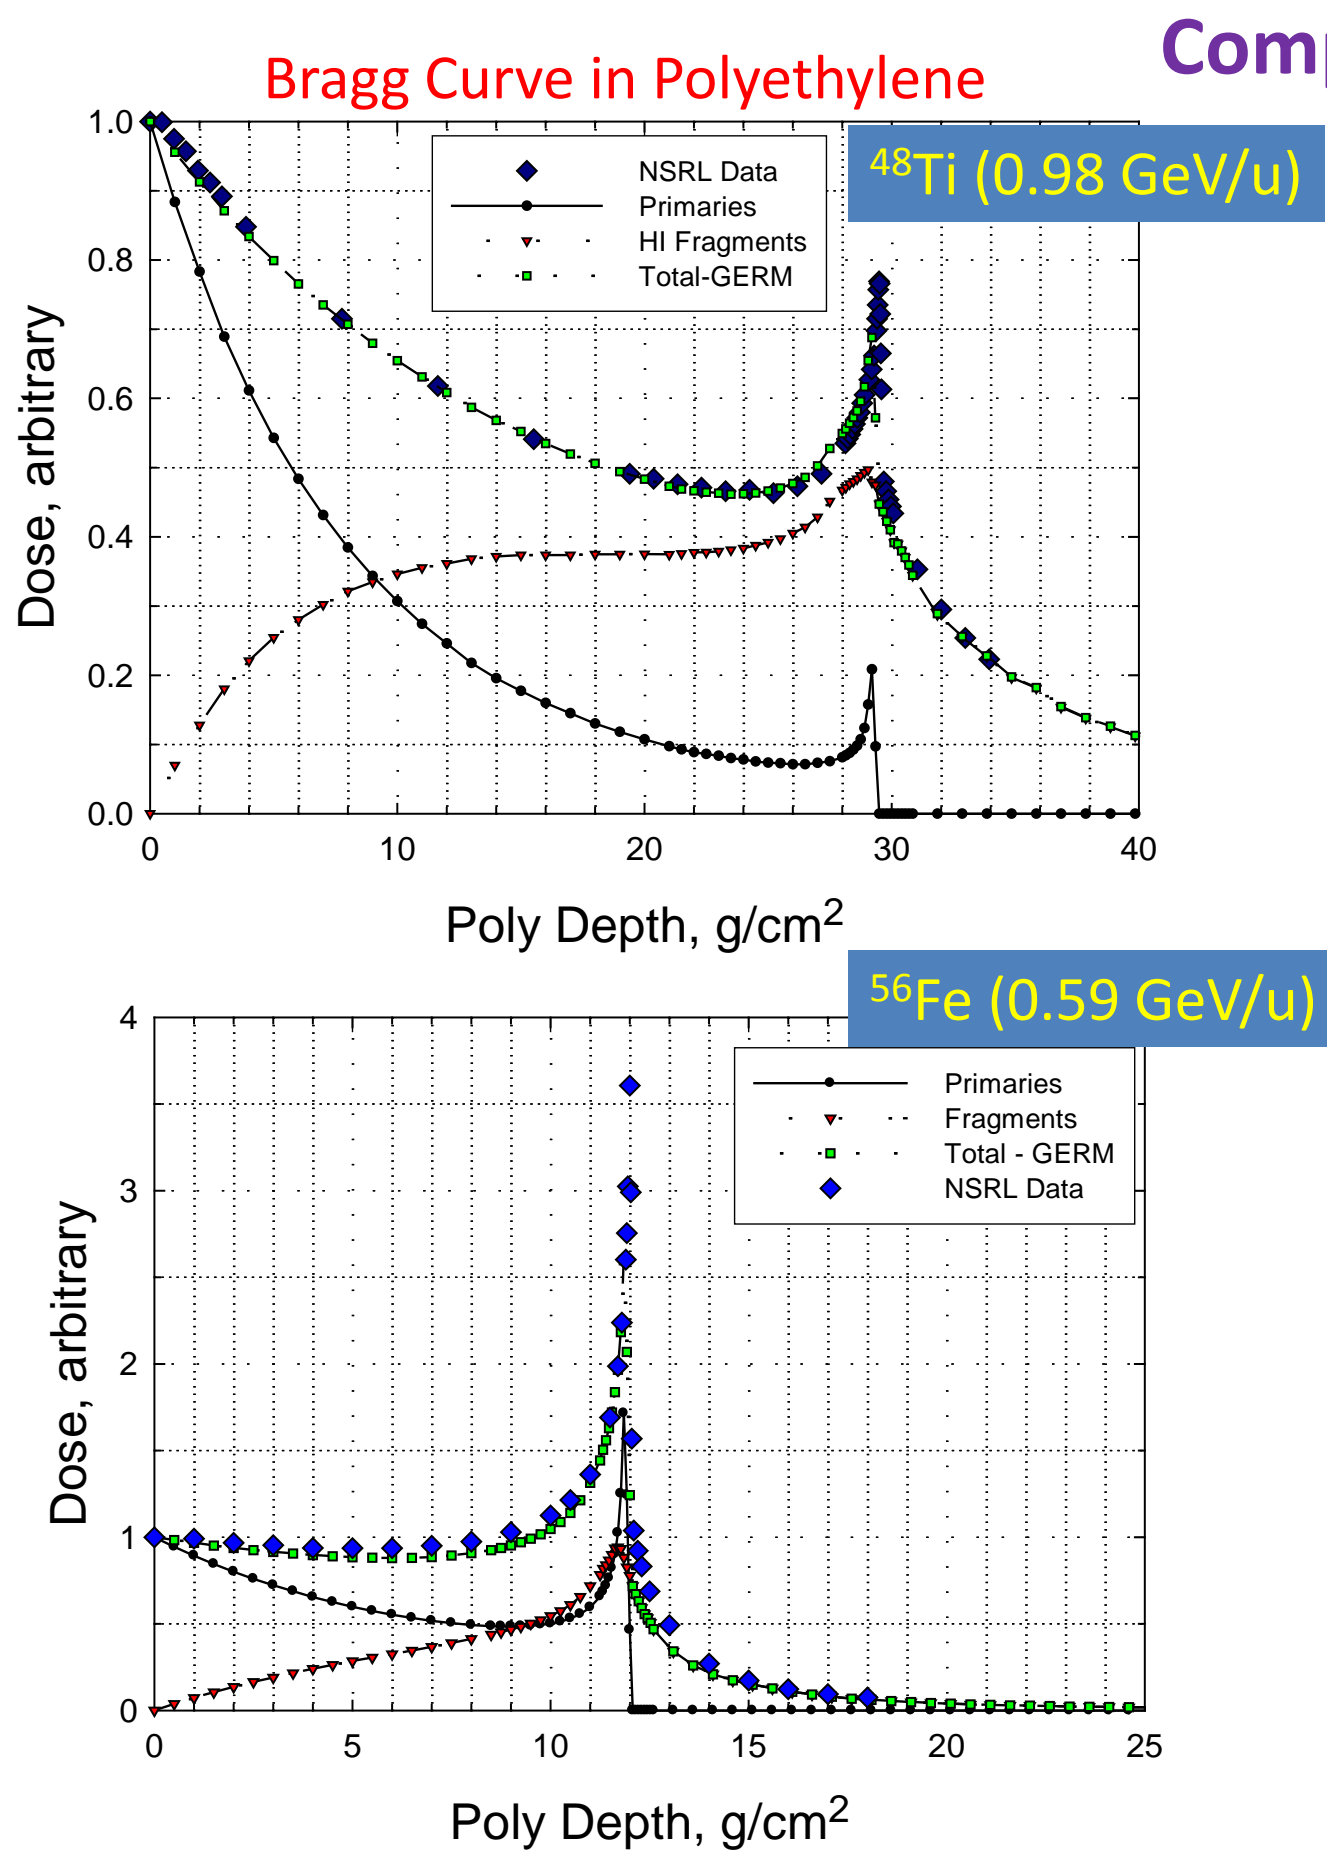 Comp
Bragg Curve in Polyethylene
⁴⁸Ti (0.98 GeV/u)
NSRL Data
Primaries
HI Fragments
Total-GERM
1.0
0.8
0.6
0.4
0.2
0.0
Dose, arbitrary
0 10 20 30 40
Poly Depth, g/cm²
⁵⁶Fe (0.59 GeV/u)
Primaries
Fragments
Total - GERM
NSRL Data
4
3
2
1
0
Dose, arbitrary
0 5 10 15 20 25
Poly Depth, g/cm²